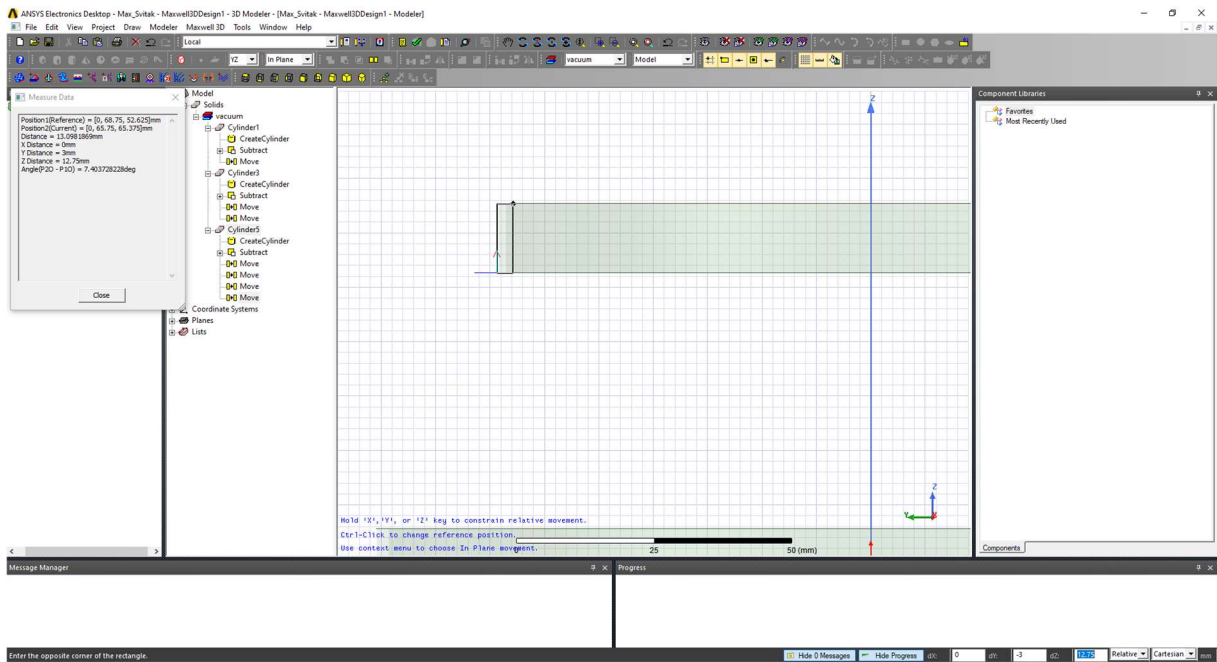 ANSYS Electronics Desktop - Max_Svitak - Maxwell3DDesign1 - 3D Modeler - [Max_Svitak - Maxwell3DDesign1 - Modeler]
File Edit View Project Draw Modeler Maxwell 3D Tools Window Help
Local
YZ In Plane vacuum Model
Measure Data
Position1(Reference) = [0, 68.75, 52.625]mm
Position2(Current) = [0, 65.75, 65.375]mm
Distance = 13.0981869mm
X Distance = 0mm
Y Distance = 3mm
Z Distance = 12.75mm
Angle(P2O - P1O) = 7.403728228deg
Close
Model
Solids
vacuum
Cylinder1
CreateCylinder
Subtract
Move
Cylinder3
CreateCylinder
Subtract
Move
Move
Cylinder5
CreateCylinder
Subtract
Move
Move
Move
Move
Coordinate Systems
Planes
Lists
Z
Z
Y
Hold 'X','Y', or 'Z' key to constrain relative movement.
Ctrl-Click to change reference position.
Use context menu to choose In Plane movement.
0 25 50 (mm)
Component Libraries
Favorites
Most Recently Used
Components
Message Manager
Progress
Enter the opposite corner of the rectangle.
Hide 0 Messages Hide Progress dX: 0 dY: -3 dZ: 12.75 Relative Cartesian mm